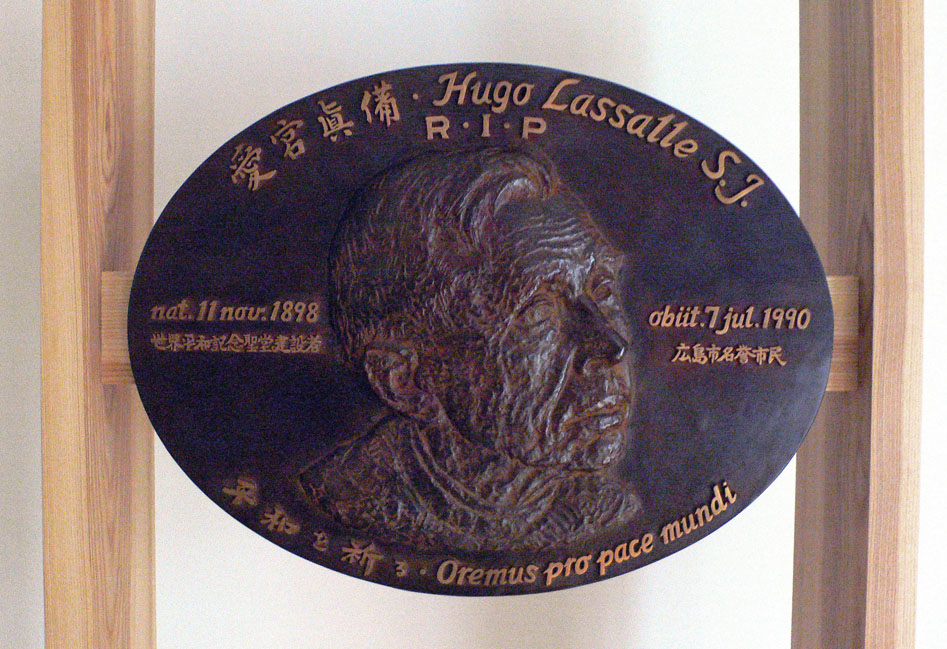 愛宮眞備・Hugo Lassalle S.J.
R・I・P
nat. 11 nov. 1898
世界平和記念聖堂建設者
obiit. 7 jul. 1990
広島市名誉市民
平和を祈る・Oremus pro pace mundi